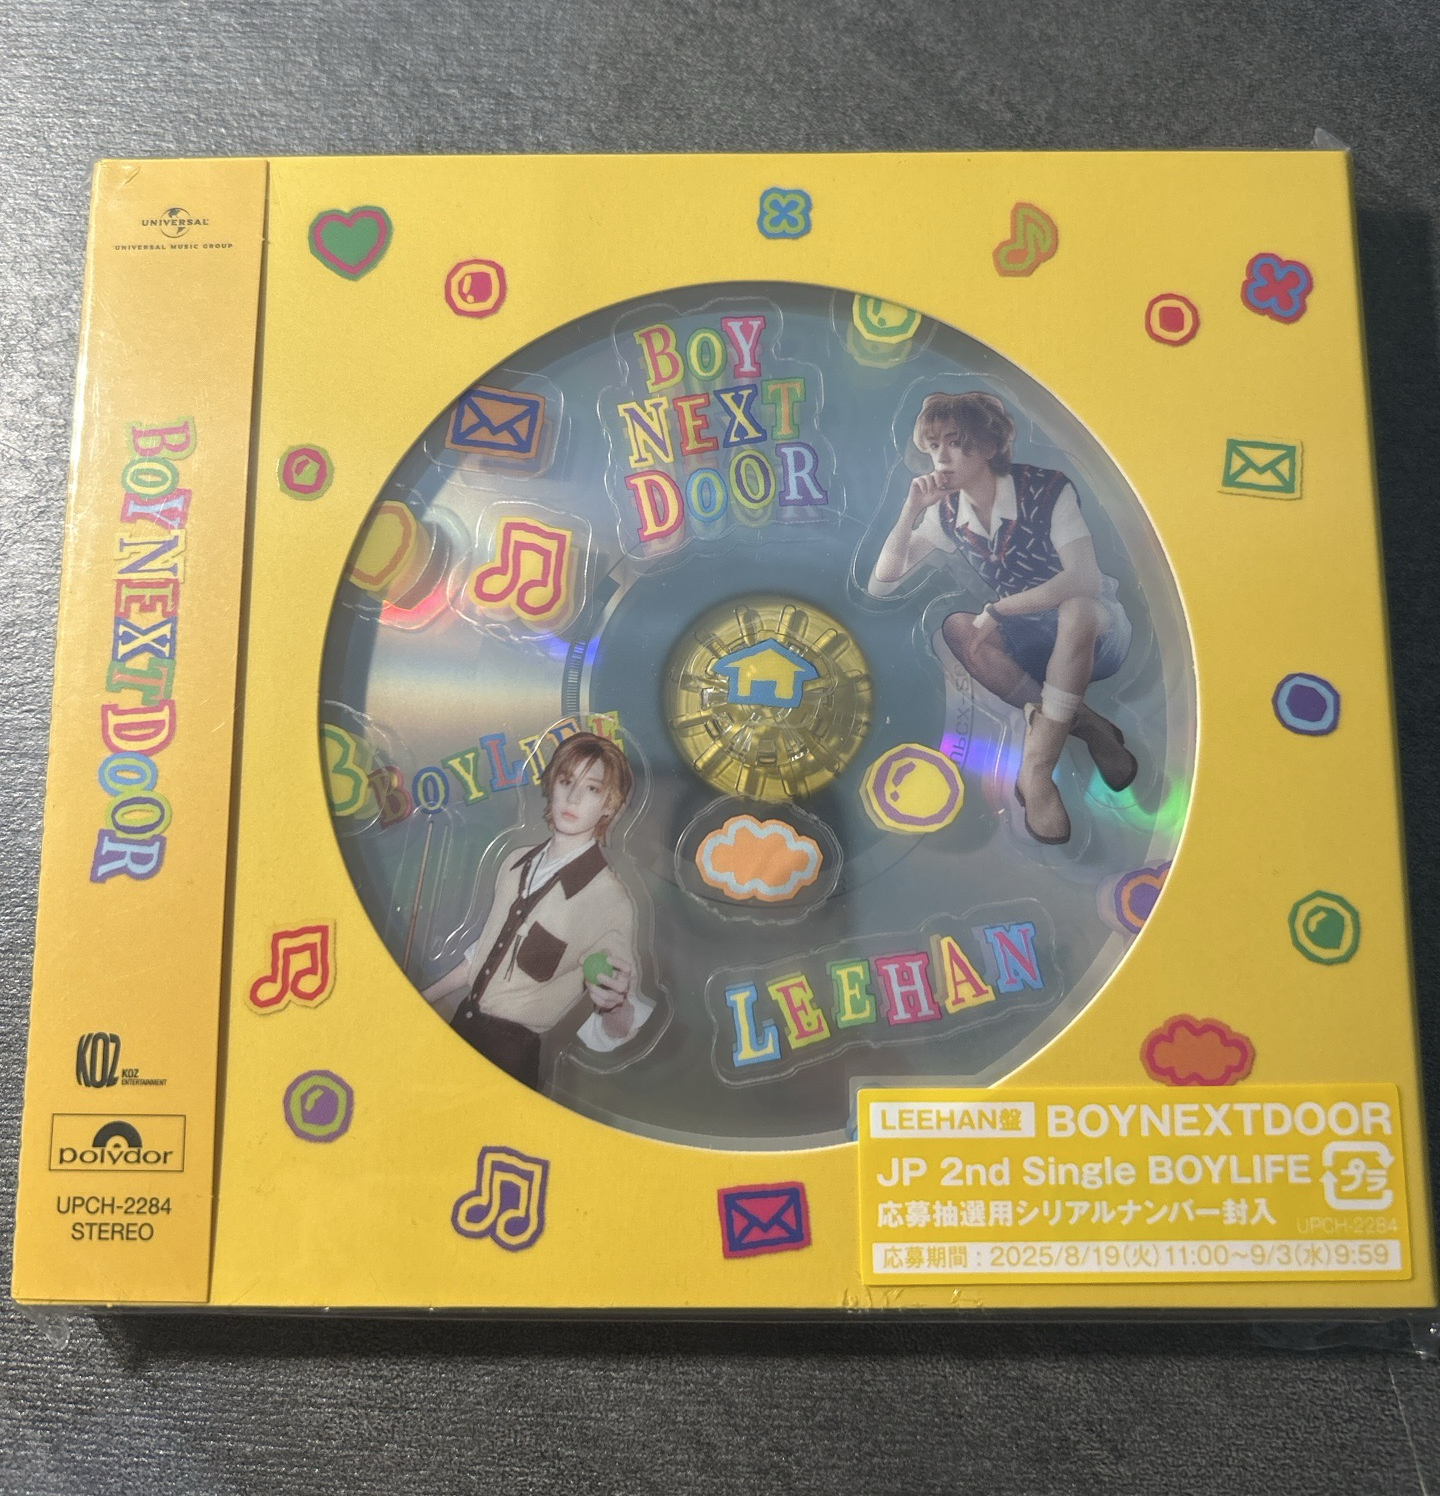 UNIVERSAL
UNIVERSAL MUSIC GROUP
BOYNEXTDOOR
KOZ
KOZ
ENTERTAINMENT
polydor
UPCH-2284
STEREO
BOY
NEXT
DOOR
BOYLIFE
LEEHAN
LEEHAN盤 BOYNEXTDOOR
JP 2nd Single BOYLIFE
プラ
応募抽選用シリアルナンバー封入
UPCH-2284
応募期間：2025/8/19(火)11:00～9/3(水)9:59